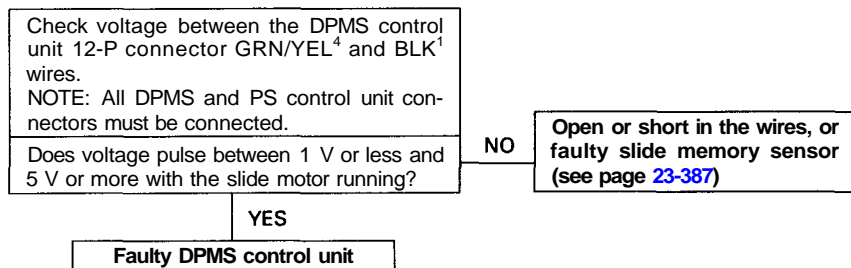 Check voltage between the DPMS control
unit 12-P connector GRN/YEL⁴ and BLK¹
wires.
NOTE: All DPMS and PS control unit con-
nectors must be connected.
Does voltage pulse between 1 V or less and
5 V or more with the slide motor running?
NO
Open or short in the wires, or
faulty slide memory sensor
(see page 23-387)
YES
Faulty DPMS control unit